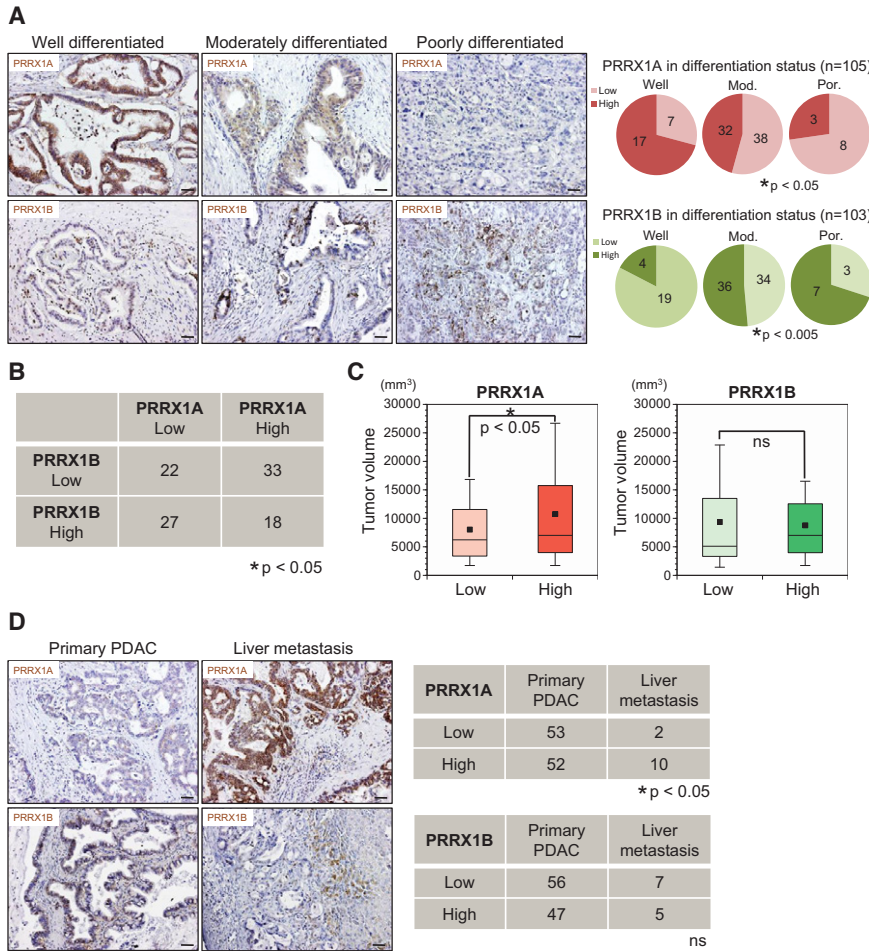 A
Well differentiated
Moderately differentiated
Poorly differentiated
PRRX1A
PRRX1A
PRRX1A
PRRX1B
PRRX1B
PRRX1B
PRRX1A in differentiation status (n=105)
Low
High
Well
Mod.
Por.
7
17
32
38
3
8
*p < 0.05
PRRX1B in differentiation status (n=103)
Low
High
Well
Mod.
Por.
4
19
36
34
3
7
*p < 0.005
B
PRRX1A Low
PRRX1A High
PRRX1B Low
22
33
PRRX1B High
27
18
*p < 0.05
C
(mm³)
PRRX1A
Tumor volume
30000
25000
20000
15000
10000
5000
0
*
p < 0.05
Low
High
(mm³)
PRRX1B
Tumor volume
30000
25000
20000
15000
10000
5000
0
ns
Low
High
D
Primary PDAC
Liver metastasis
PRRX1A
PRRX1A
PRRX1B
PRRX1B
PRRX1A
Primary PDAC
Liver metastasis
Low
53
2
High
52
10
*p < 0.05
PRRX1B
Primary PDAC
Liver metastasis
Low
56
7
High
47
5
ns